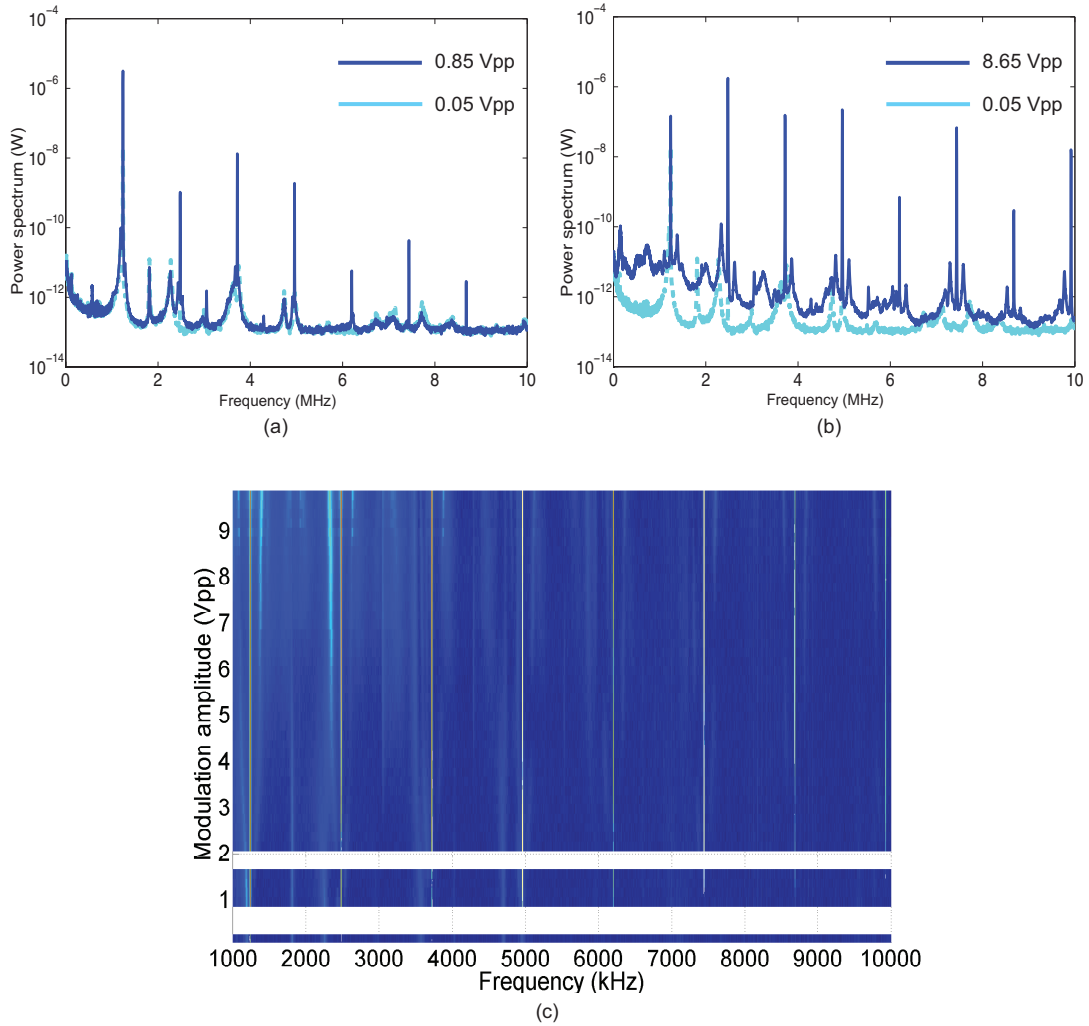 10^-4
10^-6
10^-8
10^-10
10^-12
10^-14
Power spectrum (W)
0.85 Vpp
0.05 Vpp
0 2 4 6 8 10
Frequency (MHz)
(a)
10^-4
10^-6
10^-8
10^-10
10^-12
10^-14
Power spectrum (W)
8.65 Vpp
0.05 Vpp
0 2 4 6 8 10
Frequency (MHz)
(b)
Modulation amplitude (Vpp)
9
8
7
6
5
4
3
2
1
1000 2000 3000 4000 5000 6000 7000 8000 9000 10000
Frequency (kHz)
(c)